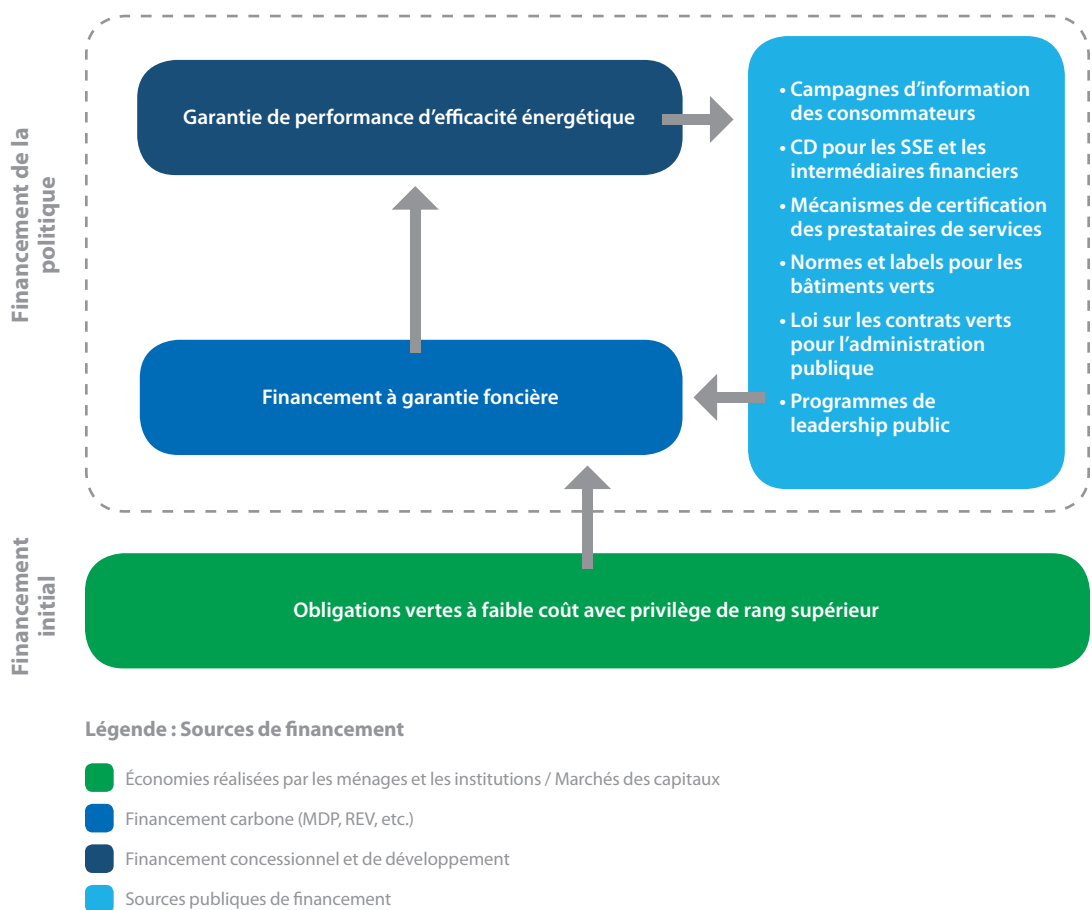 Financement de la
politique
Garantie de performance d'efficacité énergétique
• Campagnes d'information
des consommateurs
• CD pour les SSE et les
intermédiaires financiers
• Mécanismes de certification
des prestataires de services
• Normes et labels pour les
bâtiments verts
• Loi sur les contrats verts
pour l'administration
publique
• Programmes de
leadership public
Financement à garantie foncière
Financement
initial
Obligations vertes à faible coût avec privilège de rang supérieur
Légende : Sources de financement
Économies réalisées par les ménages et les institutions / Marchés des capitaux
Financement carbone (MDP, REV, etc.)
Financement concessionnel et de développement
Sources publiques de financement